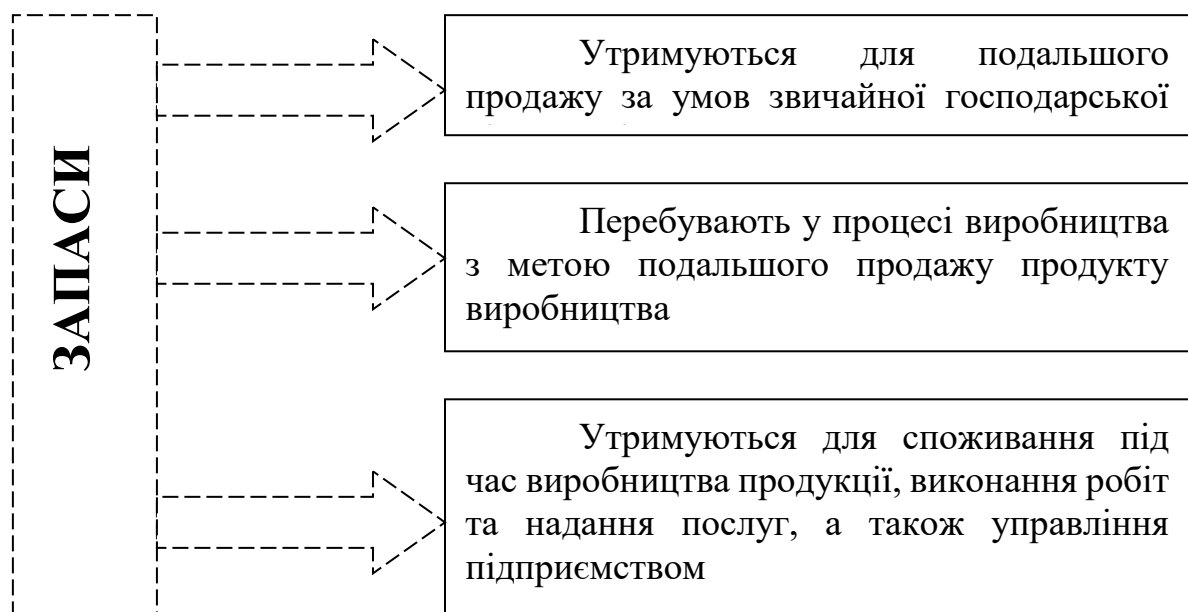 ЗАПАСИ
Утримуються для подальшого
продажу за умов звичайної господарської
Перебувають у процесі виробництва
з метою подальшого продажу продукту
виробництва
Утримуються для споживання під
час виробництва продукції, виконання робіт
та надання послуг, а також управління
підприємством